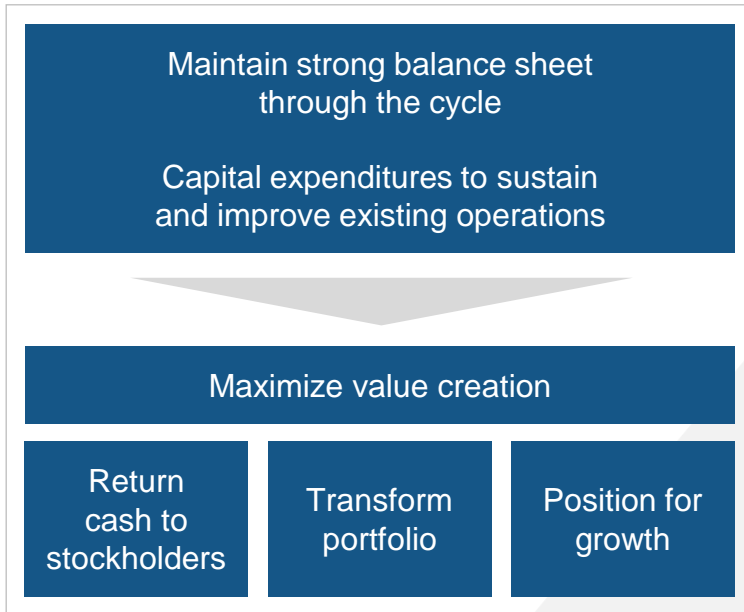 Maintain strong balance sheet
through the cycle
Capital expenditures to sustain
and improve existing operations
Maximize value creation
Return
cash to
stockholders
Transform
portfolio
Position for
growth